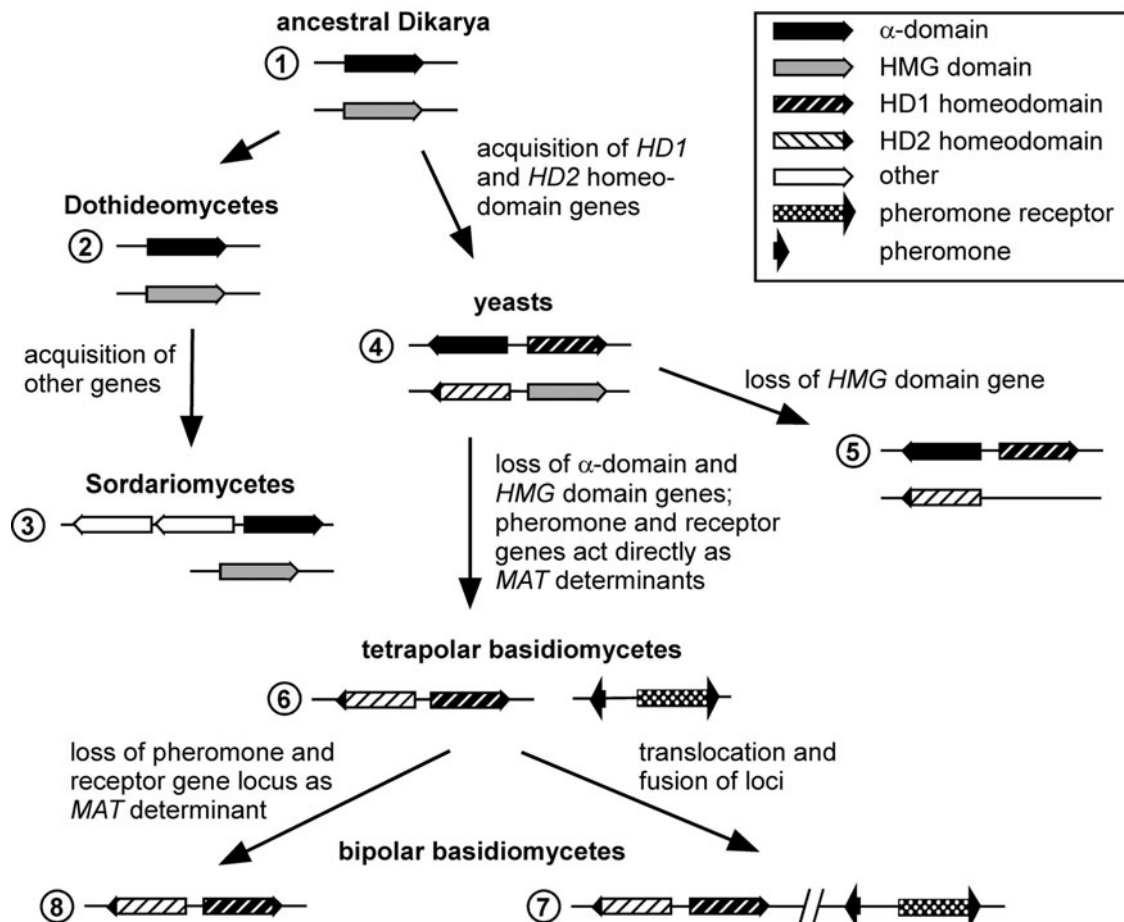 ancestral Dikarya
1
α-domain
HMG domain
HD1 homeodomain
HD2 homeodomain
other
pheromone receptor
pheromone
acquisition of HD1
and HD2 homeo-
domain genes
Dothideomycetes
2
acquisition of
other genes
yeasts
4
loss of HMG domain gene
5
Sordariomycetes
3
loss of α-domain and
HMG domain genes;
pheromone and receptor
genes act directly as
MAT determinants
tetrapolar basidiomycetes
6
loss of pheromone and
receptor gene locus as
MAT determinant
translocation and
fusion of loci
bipolar basidiomycetes
8
7